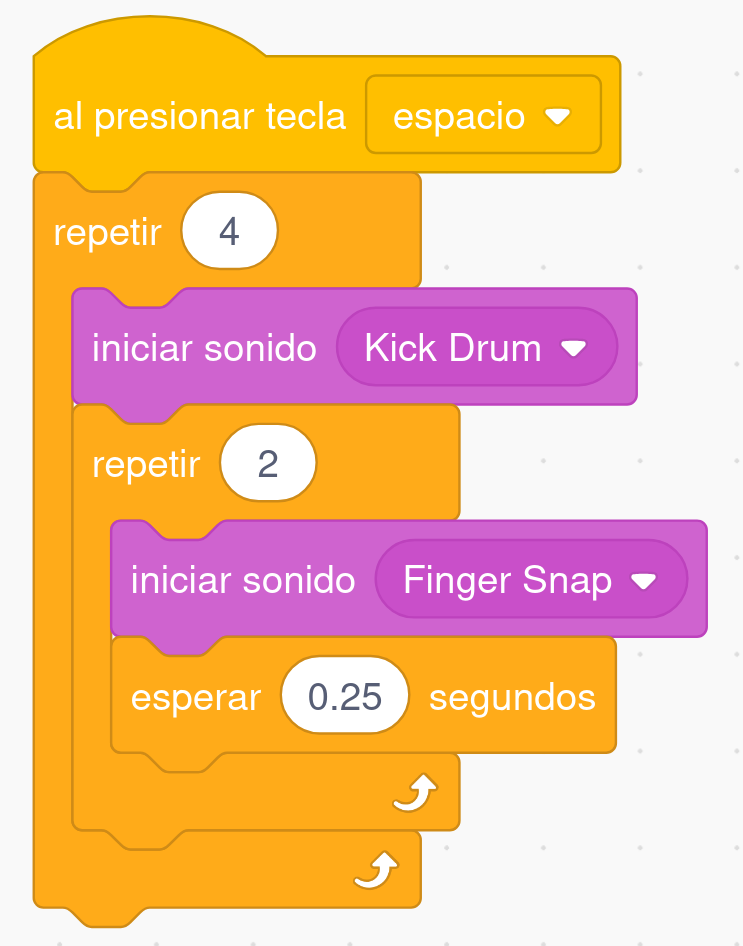 al presionar tecla espacio
repetir 4
iniciar sonido Kick Drum
repetir 2
iniciar sonido Finger Snap
esperar 0.25 segundos